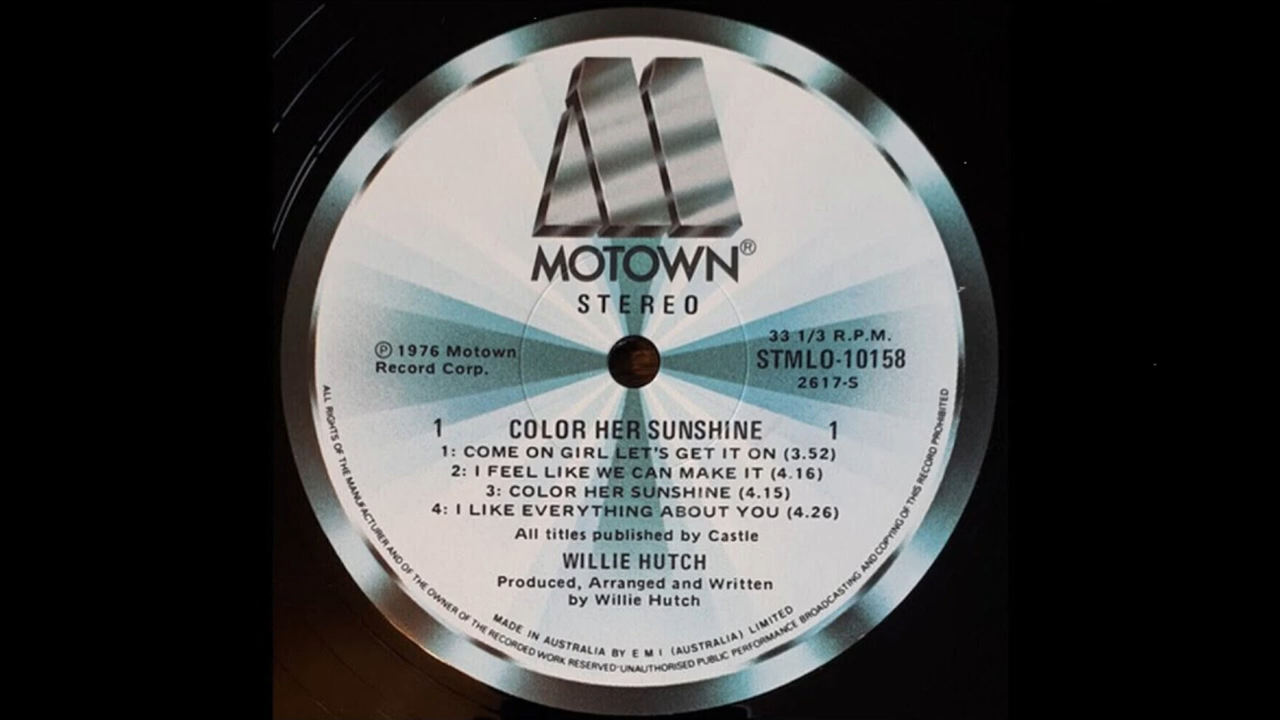 MOTOWN®
STEREO
℗ 1976 Motown
Record Corp.
33 1/3 R.P.M.
STMLO-10158
2617-S
1 COLOR HER SUNSHINE 1
1: COME ON GIRL LET'S GET IT ON (3.52)
2: I FEEL LIKE WE CAN MAKE IT (4.16)
3: COLOR HER SUNSHINE (4.15)
4: I LIKE EVERYTHING ABOUT YOU (4.26)
All titles published by Castle
WILLIE HUTCH
Produced, Arranged and Written
by Willie Hutch
MADE IN AUSTRALIA BY E M I (AUSTRALIA) LIMITED
ALL RIGHTS OF THE MANUFACTURER AND OF THE OWNER OF THE RECORDED WORK RESERVED-UNAUTHORISED PUBLIC PERFORMANCE BROADCASTING AND COPYING OF THIS RECORD PROHIBITED